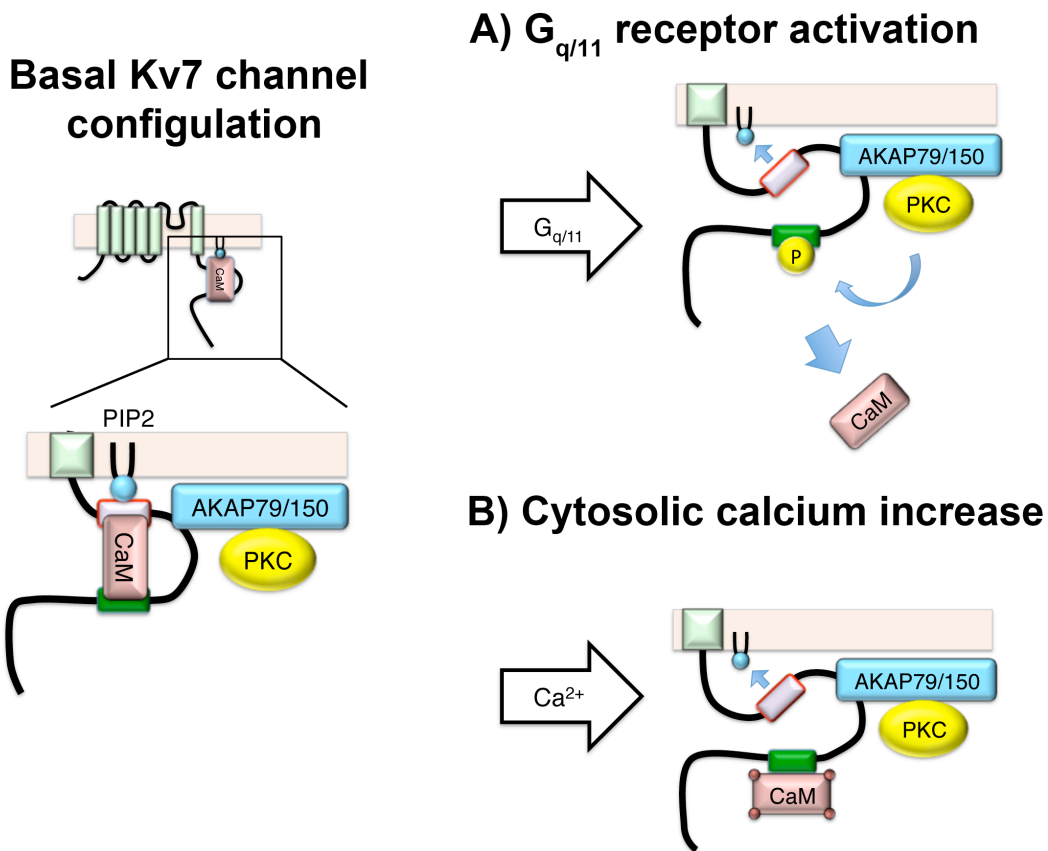 Basal Kv7 channel
configulation
CaM
PIP2
AKAP79/150
CaM
PKC
A) Gq/11 receptor activation
Gq/11
AKAP79/150
PKC
P
CaM
B) Cytosolic calcium increase
Ca2+
AKAP79/150
PKC
CaM